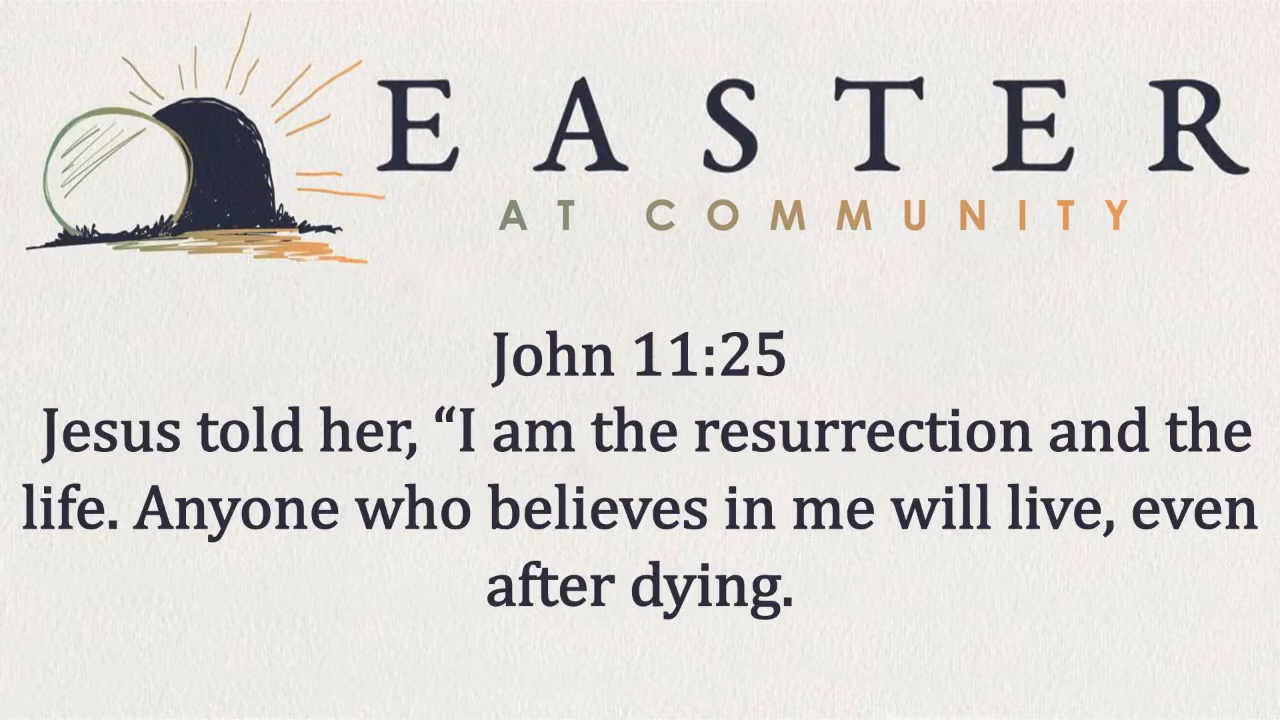 EASTER
AT COMMUNITY
John 11:25
Jesus told her, “I am the resurrection and the
life. Anyone who believes in me will live, even
after dying.